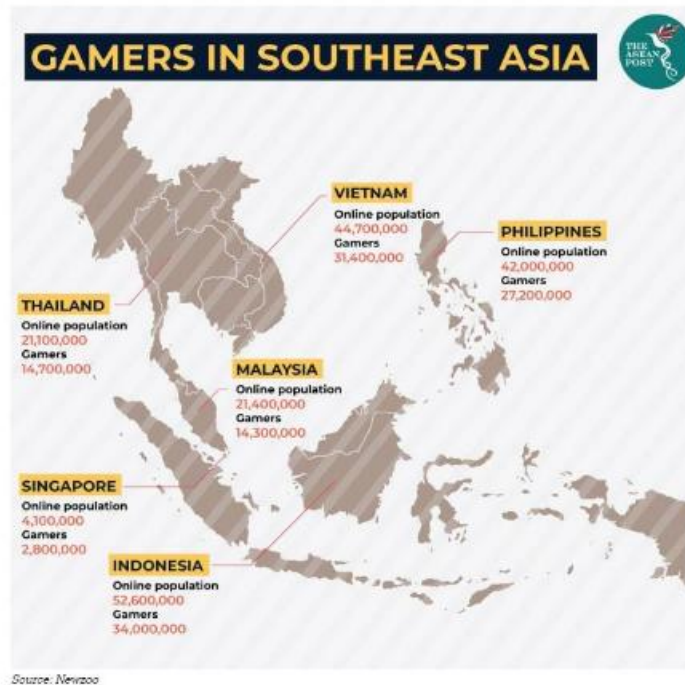 GAMERS IN SOUTHEAST ASIA
THE
ASEAN
POST
VIETNAM
Online population
44,700,000
Gamers
31,400,000
PHILIPPINES
Online population
42,000,000
Gamers
27,200,000
THAILAND
Online population
21,100,000
Gamers
14,700,000
MALAYSIA
Online population
21,400,000
Gamers
14,300,000
SINGAPORE
Online population
4,100,000
Gamers
2,800,000
INDONESIA
Online population
52,600,000
Gamers
34,000,000
Source: Newzoo